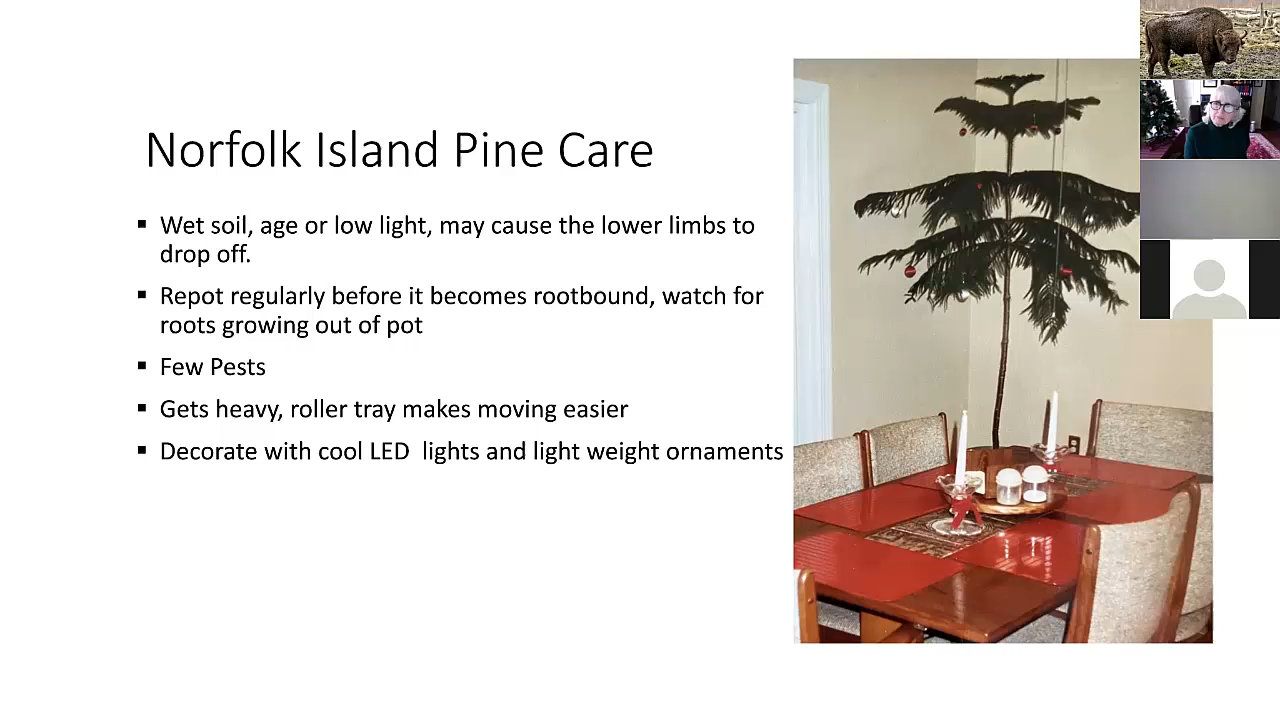 Norfolk Island Pine Care
▪ Wet soil, age or low light, may cause the lower limbs to
drop off.
▪ Repot regularly before it becomes rootbound, watch for
roots growing out of pot
▪ Few Pests
▪ Gets heavy, roller tray makes moving easier
▪ Decorate with cool LED  lights and light weight ornaments